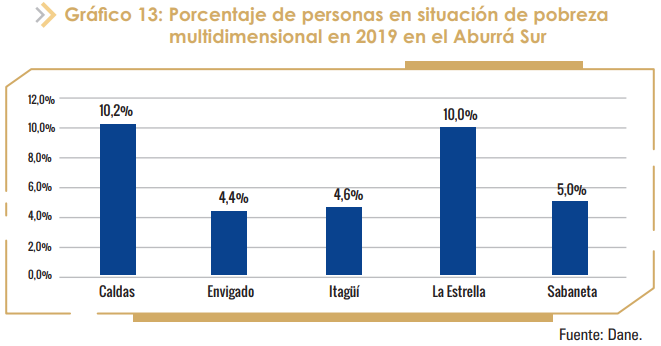 Gráfico 13: Porcentaje de personas en situación de pobreza
multidimensional en 2019 en el Aburrá Sur
12,0%
10,0%
8,0%
6,0%
4,0%
2,0%
0,0%
10,2%
4,4%
4,6%
10,0%
5,0%
Caldas
Envigado
Itagüí
La Estrella
Sabaneta
Fuente: Dane.